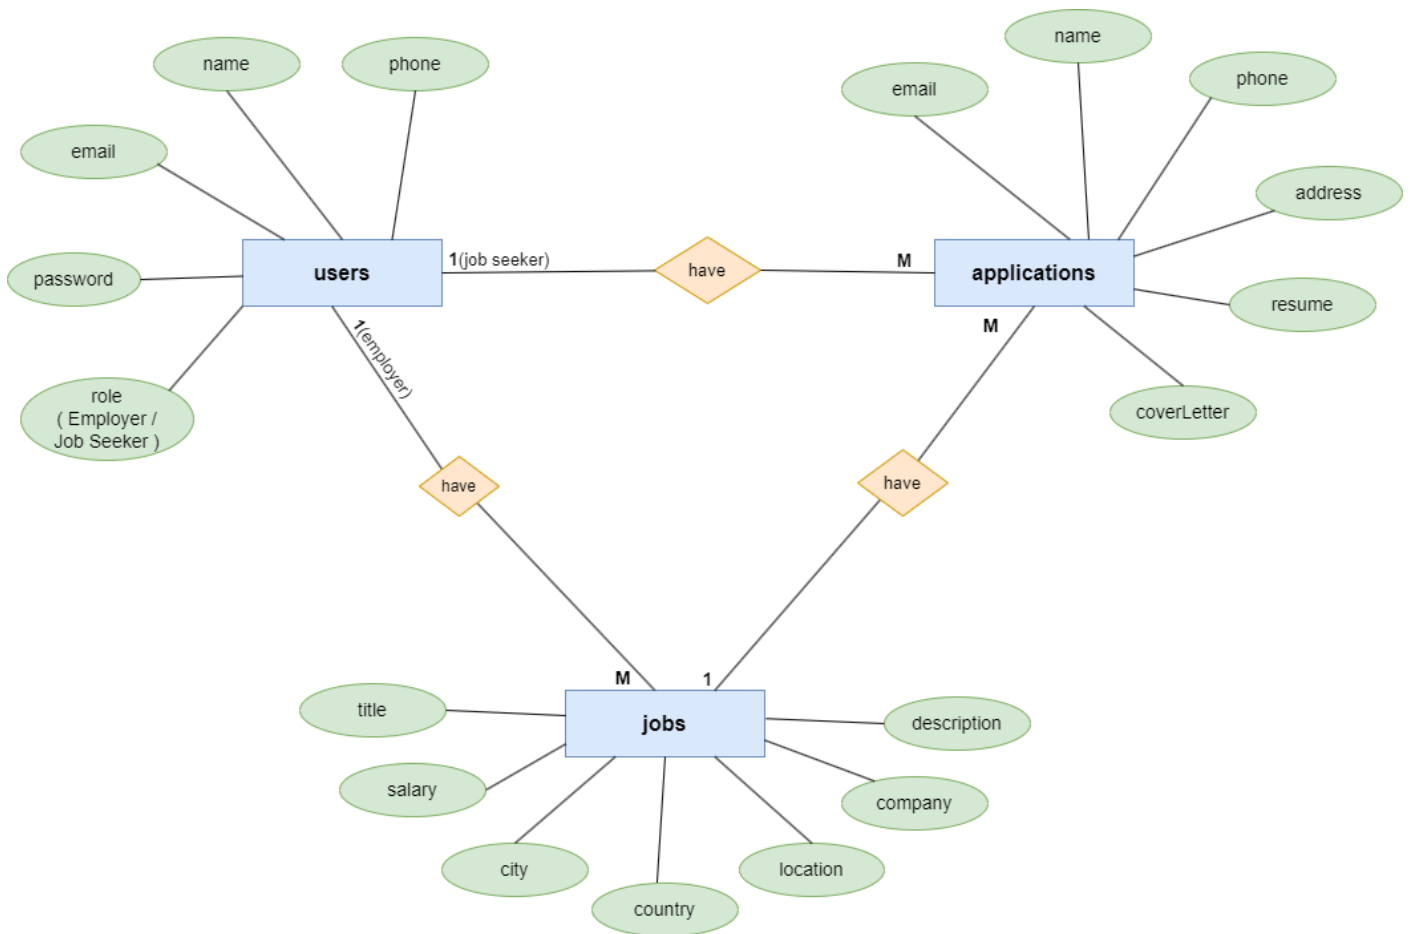 name
phone
email
password
role
( Employer /
Job Seeker )
users
1(job seeker)
have
M
applications
email
name
phone
address
resume
coverLetter
1(employer)
have
M
M
have
1
jobs
title
salary
city
country
location
company
description